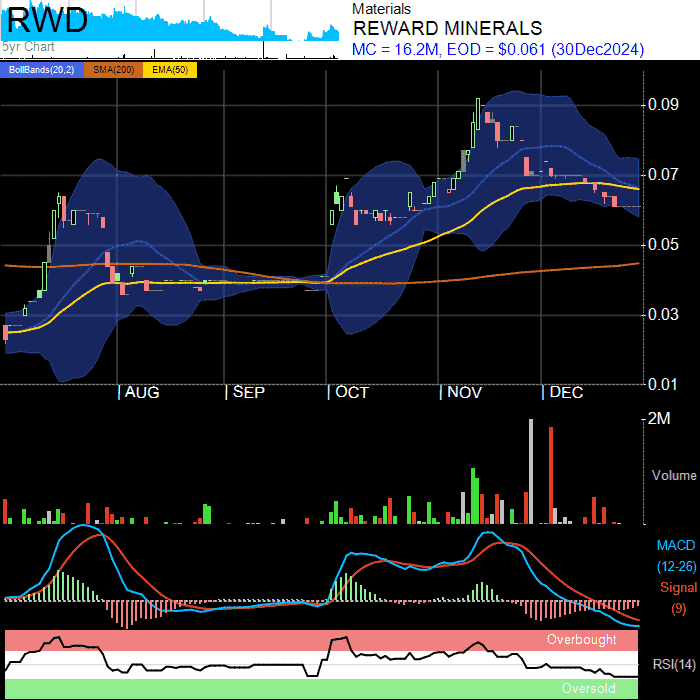 RWD
5yr Chart
Materials
REWARD MINERALS
MC = 16.2M, EOD = $0.061 (30Dec2024)
BollBands(20,2) SMA(200) EMA(50)
0.09
0.07
0.05
0.03
0.01
AUG SEP OCT NOV DEC
2M
Volume
MACD
(12-26)
Signal
(9)
Overbought
RSI(14)
Oversold